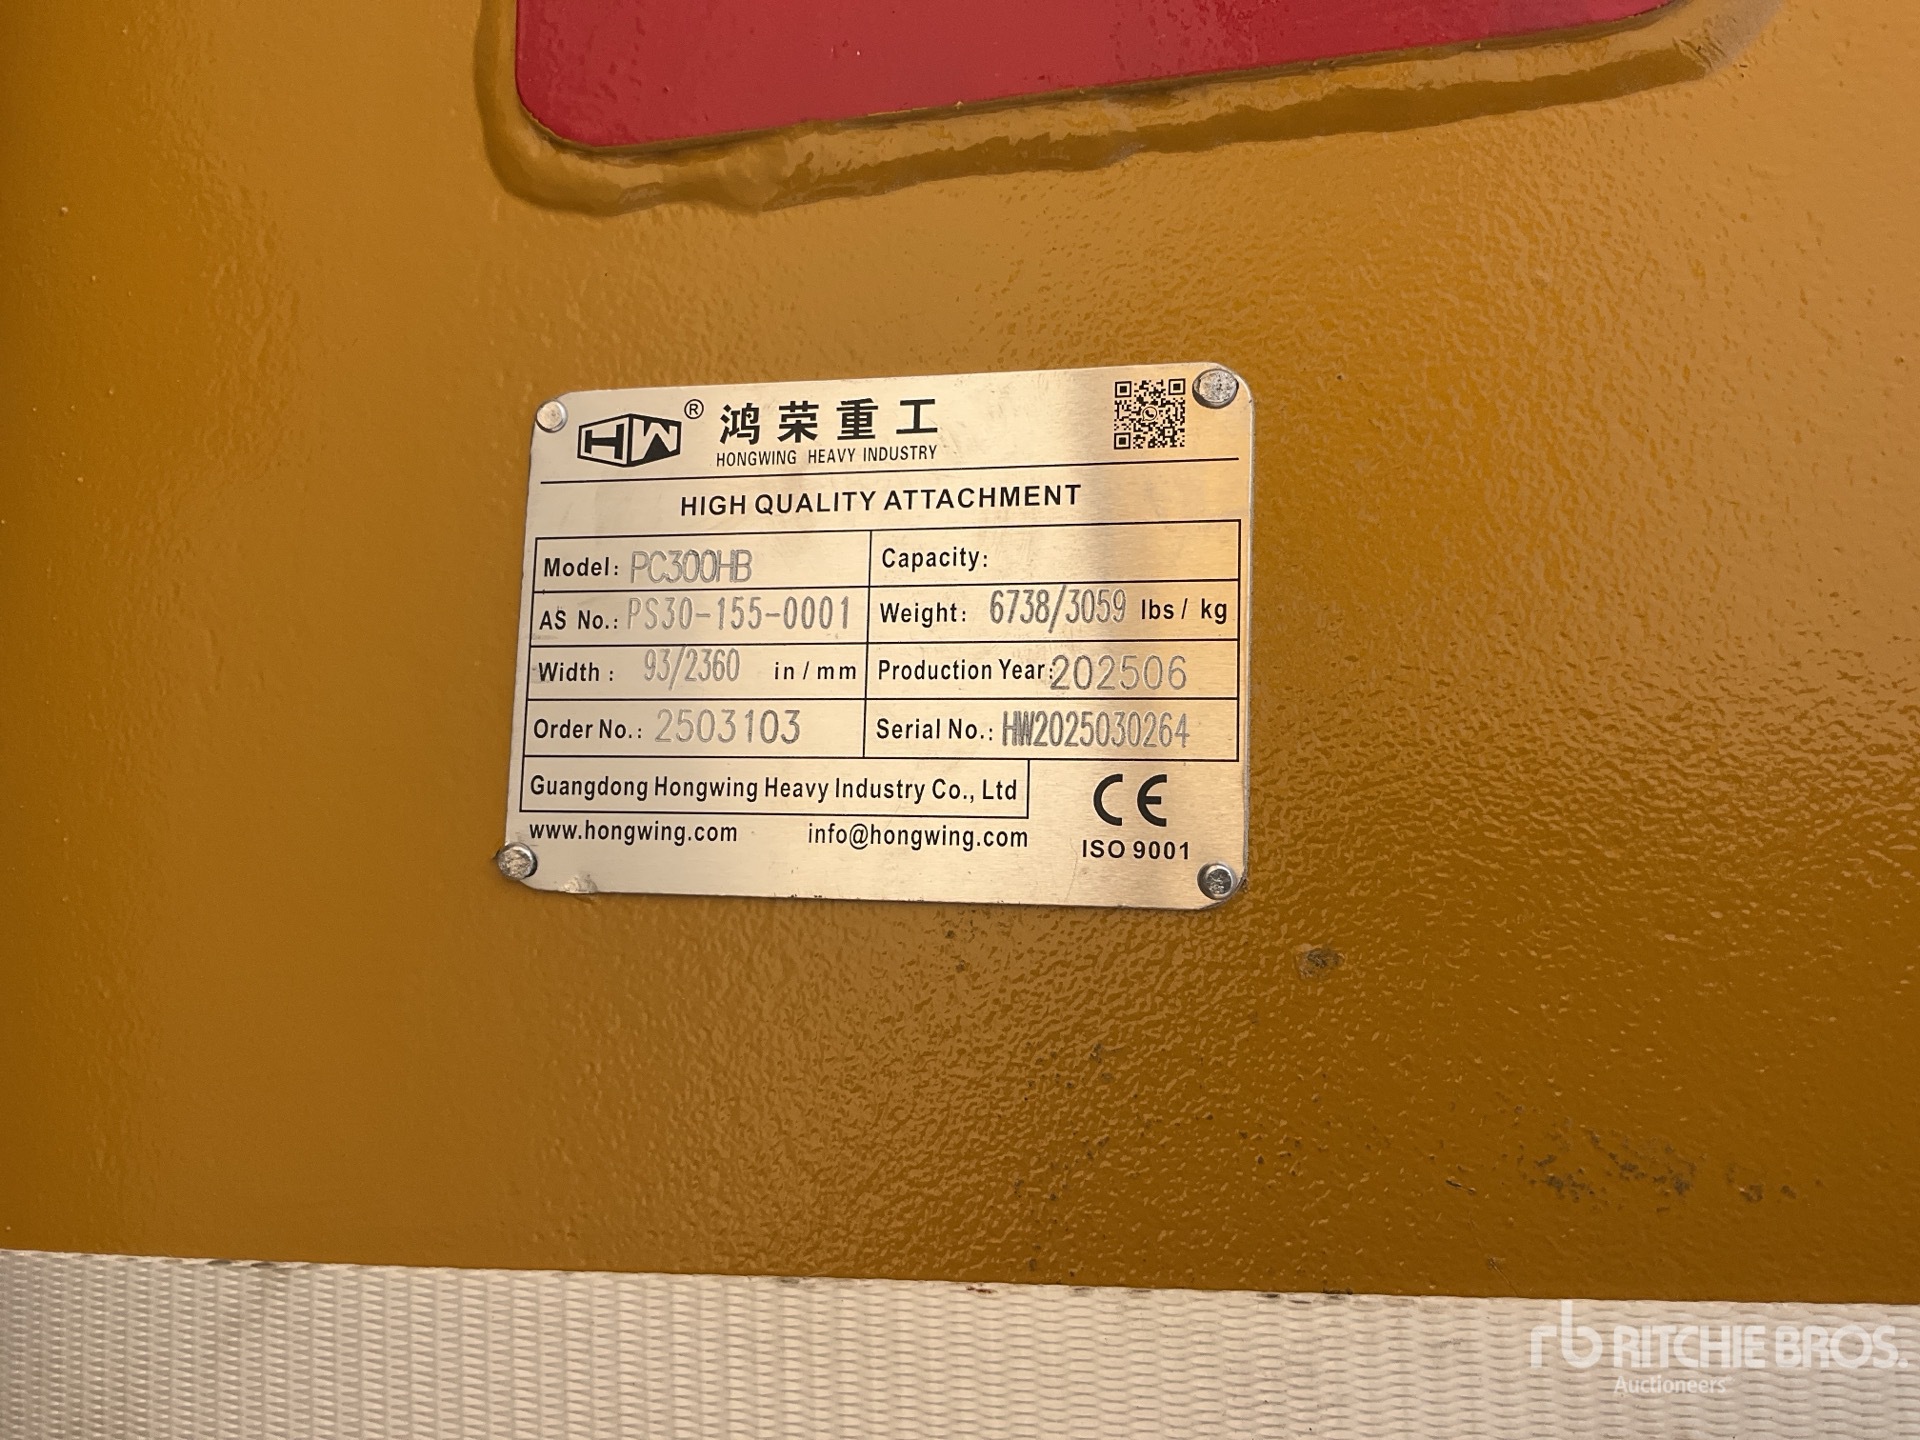 HW® 鸿荣重工
HONGWING HEAVY INDUSTRY
HIGH QUALITY ATTACHMENT
Model: PC300HB
Capacity:
AS No.: PS30-155-0001
Weight: 6738/3059 lbs / kg
Width: 93/2360 in / mm
Production Year: 202506
Order No.: 2503103
Serial No.: HW2025030264
Guangdong Hongwing Heavy Industry Co., Ltd
CE
www.hongwing.com info@hongwing.com
ISO 9001
rb RITCHIE BROS.
Auctioneers